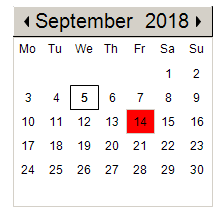 September 2018
Mo Tu We Th Fr Sa Su
1 2
3 4 5 6 7 8 9
10 11 12 13 14 15 16
17 18 19 20 21 22 23
24 25 26 27 28 29 30